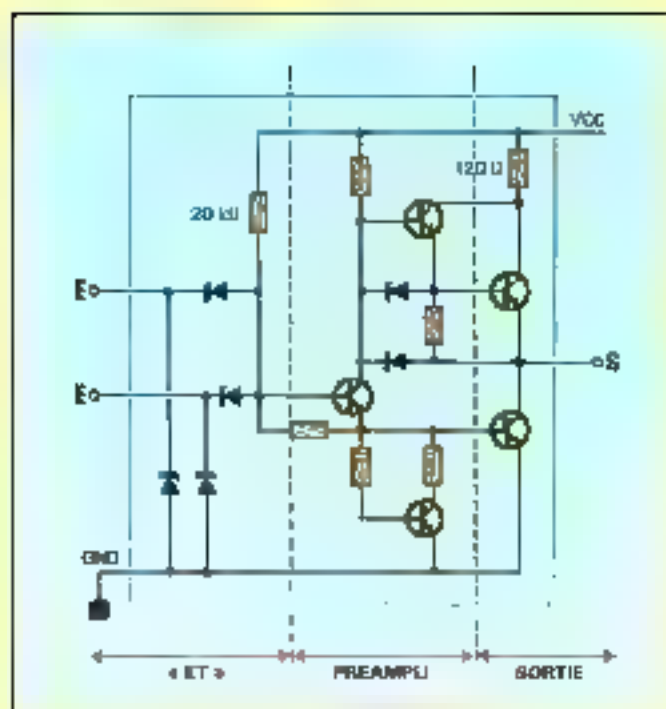 VCC
120 Ω
20 kΩ
E
S
E
GND
« ET »
PREAMPLI
SORTIE